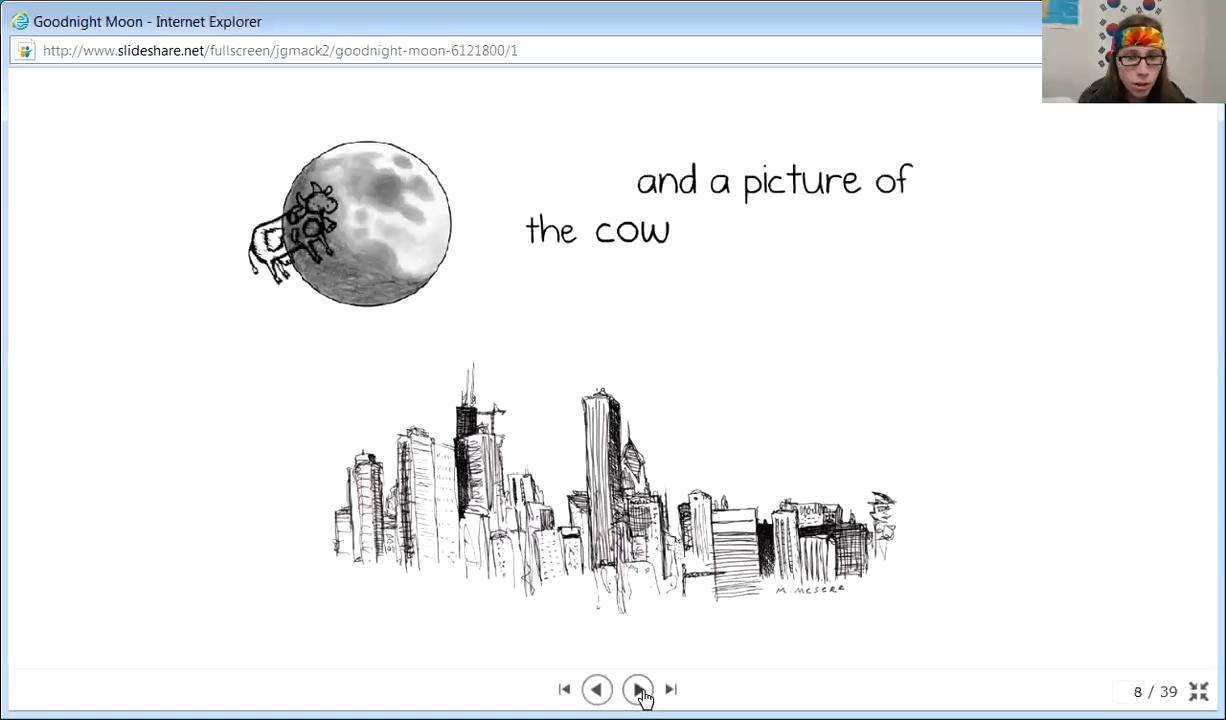 Goodnight Moon - Internet Explorer
http://www.slideshare.net/fullscreen/jgmack2/goodnight-moon-6121800/1
and a picture of
the cow
M. MESERE
8 / 39